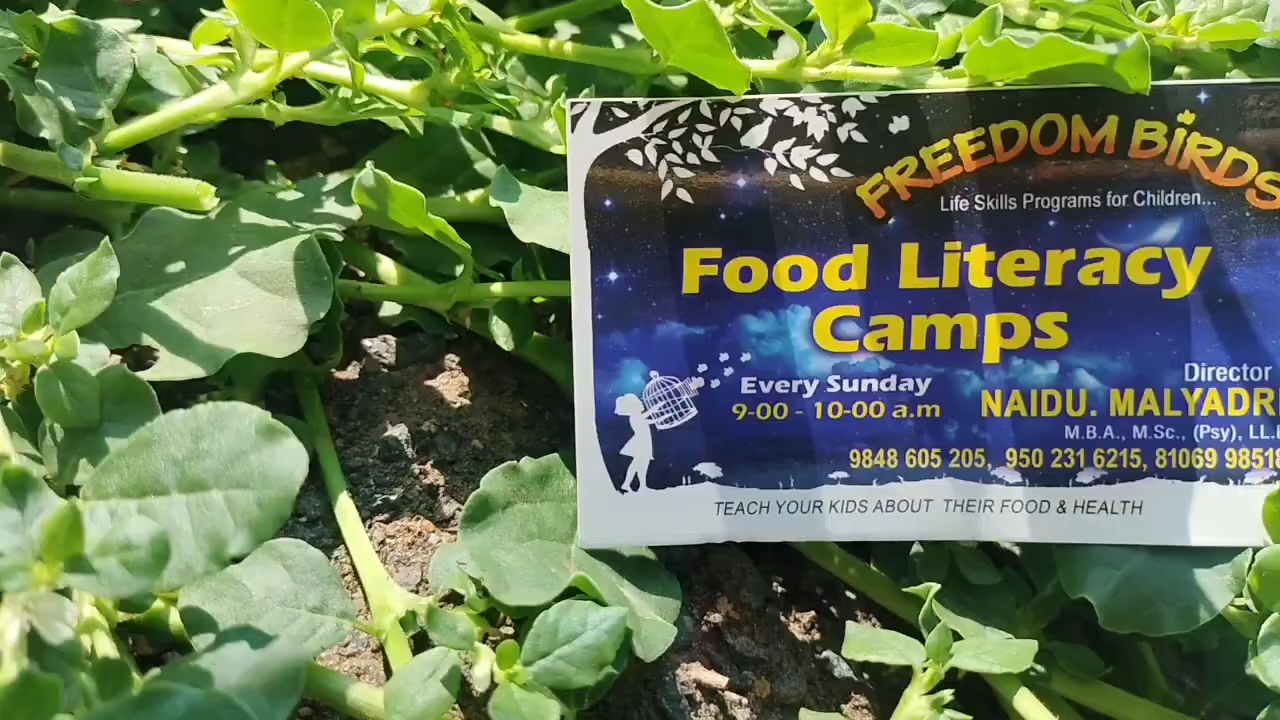 FREEDOM BiRDS
Life Skills Programs for Children...
Food Literacy
Camps
Every Sunday
9-00 - 10-00 a.m
Director
NAIDU. MALYADR
M.B.A., M.Sc., (Psy), LL.
9848 605 205, 950 231 6215, 81069 98518
TEACH YOUR KIDS ABOUT THEIR FOOD & HEALTH